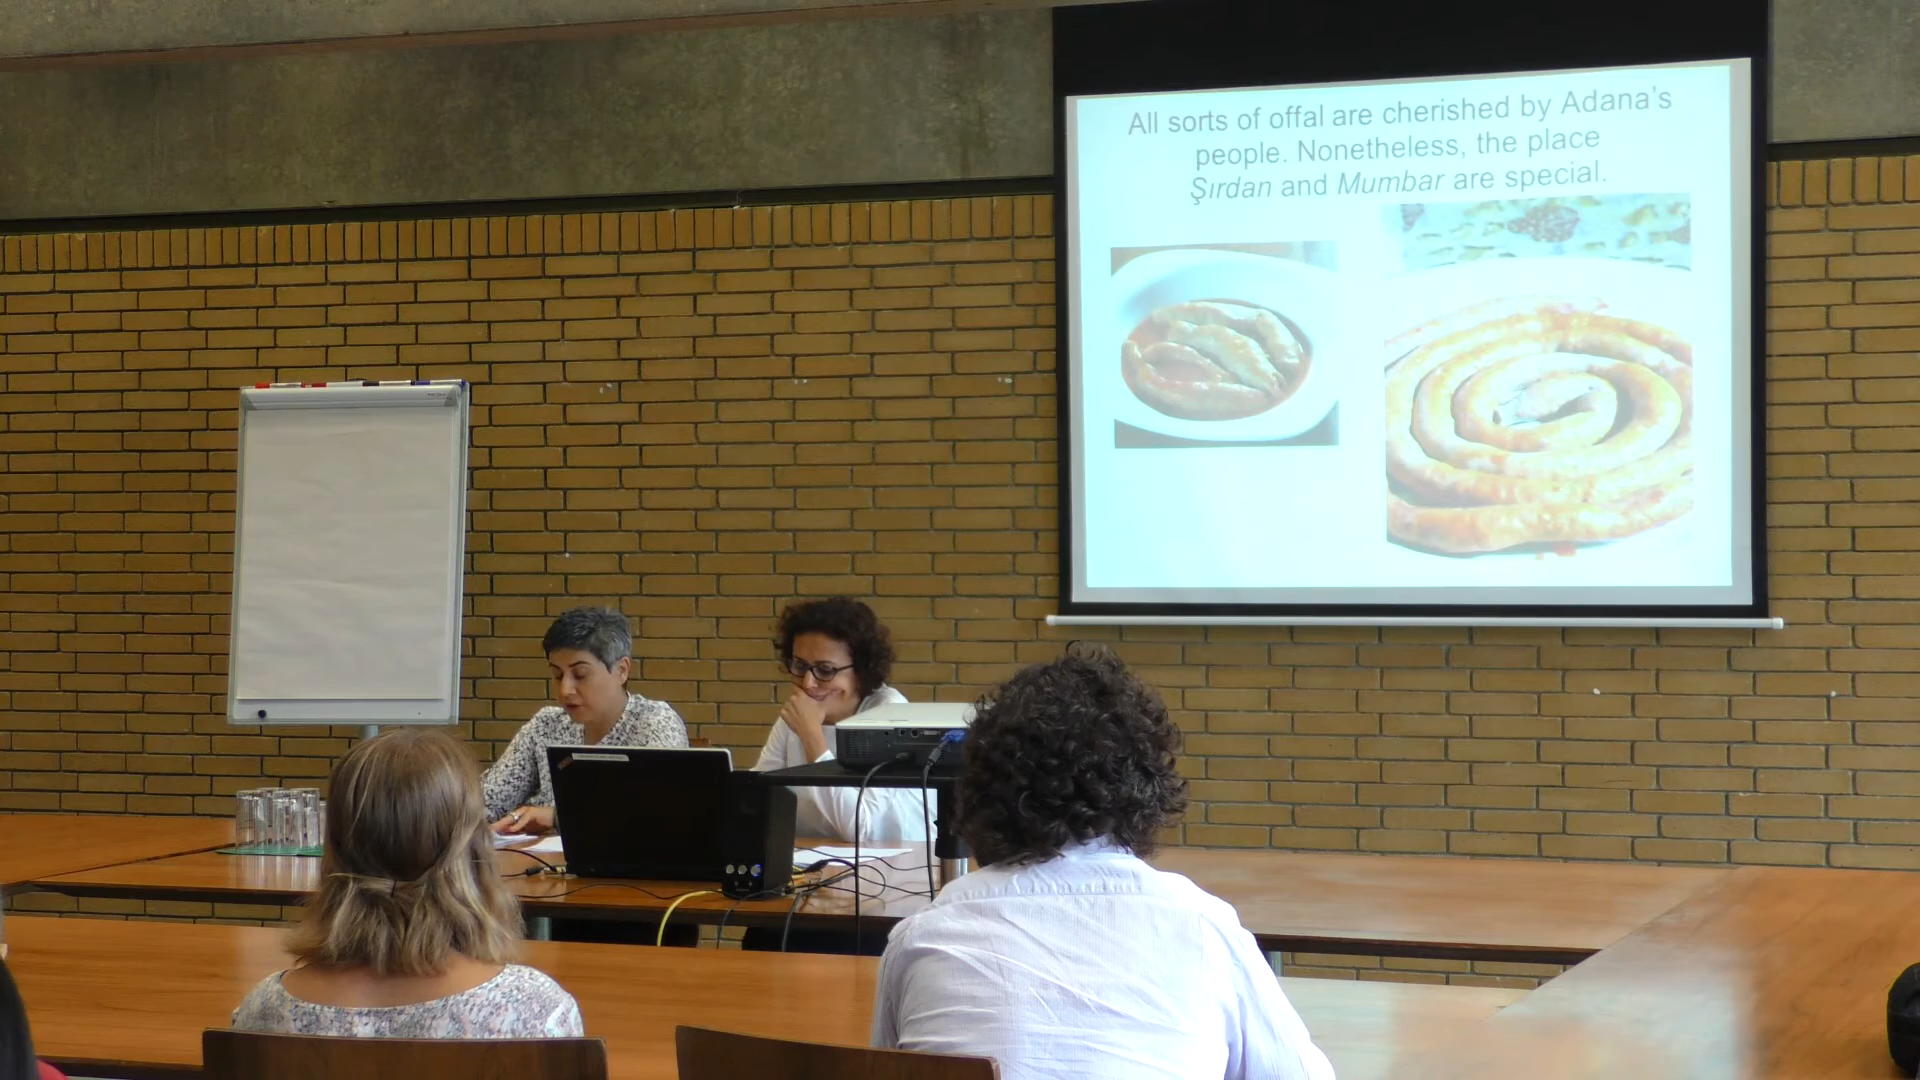 All sorts of offal are cherished by Adana's
people. Nonetheless, the place
Şırdan and Mumbar are special.